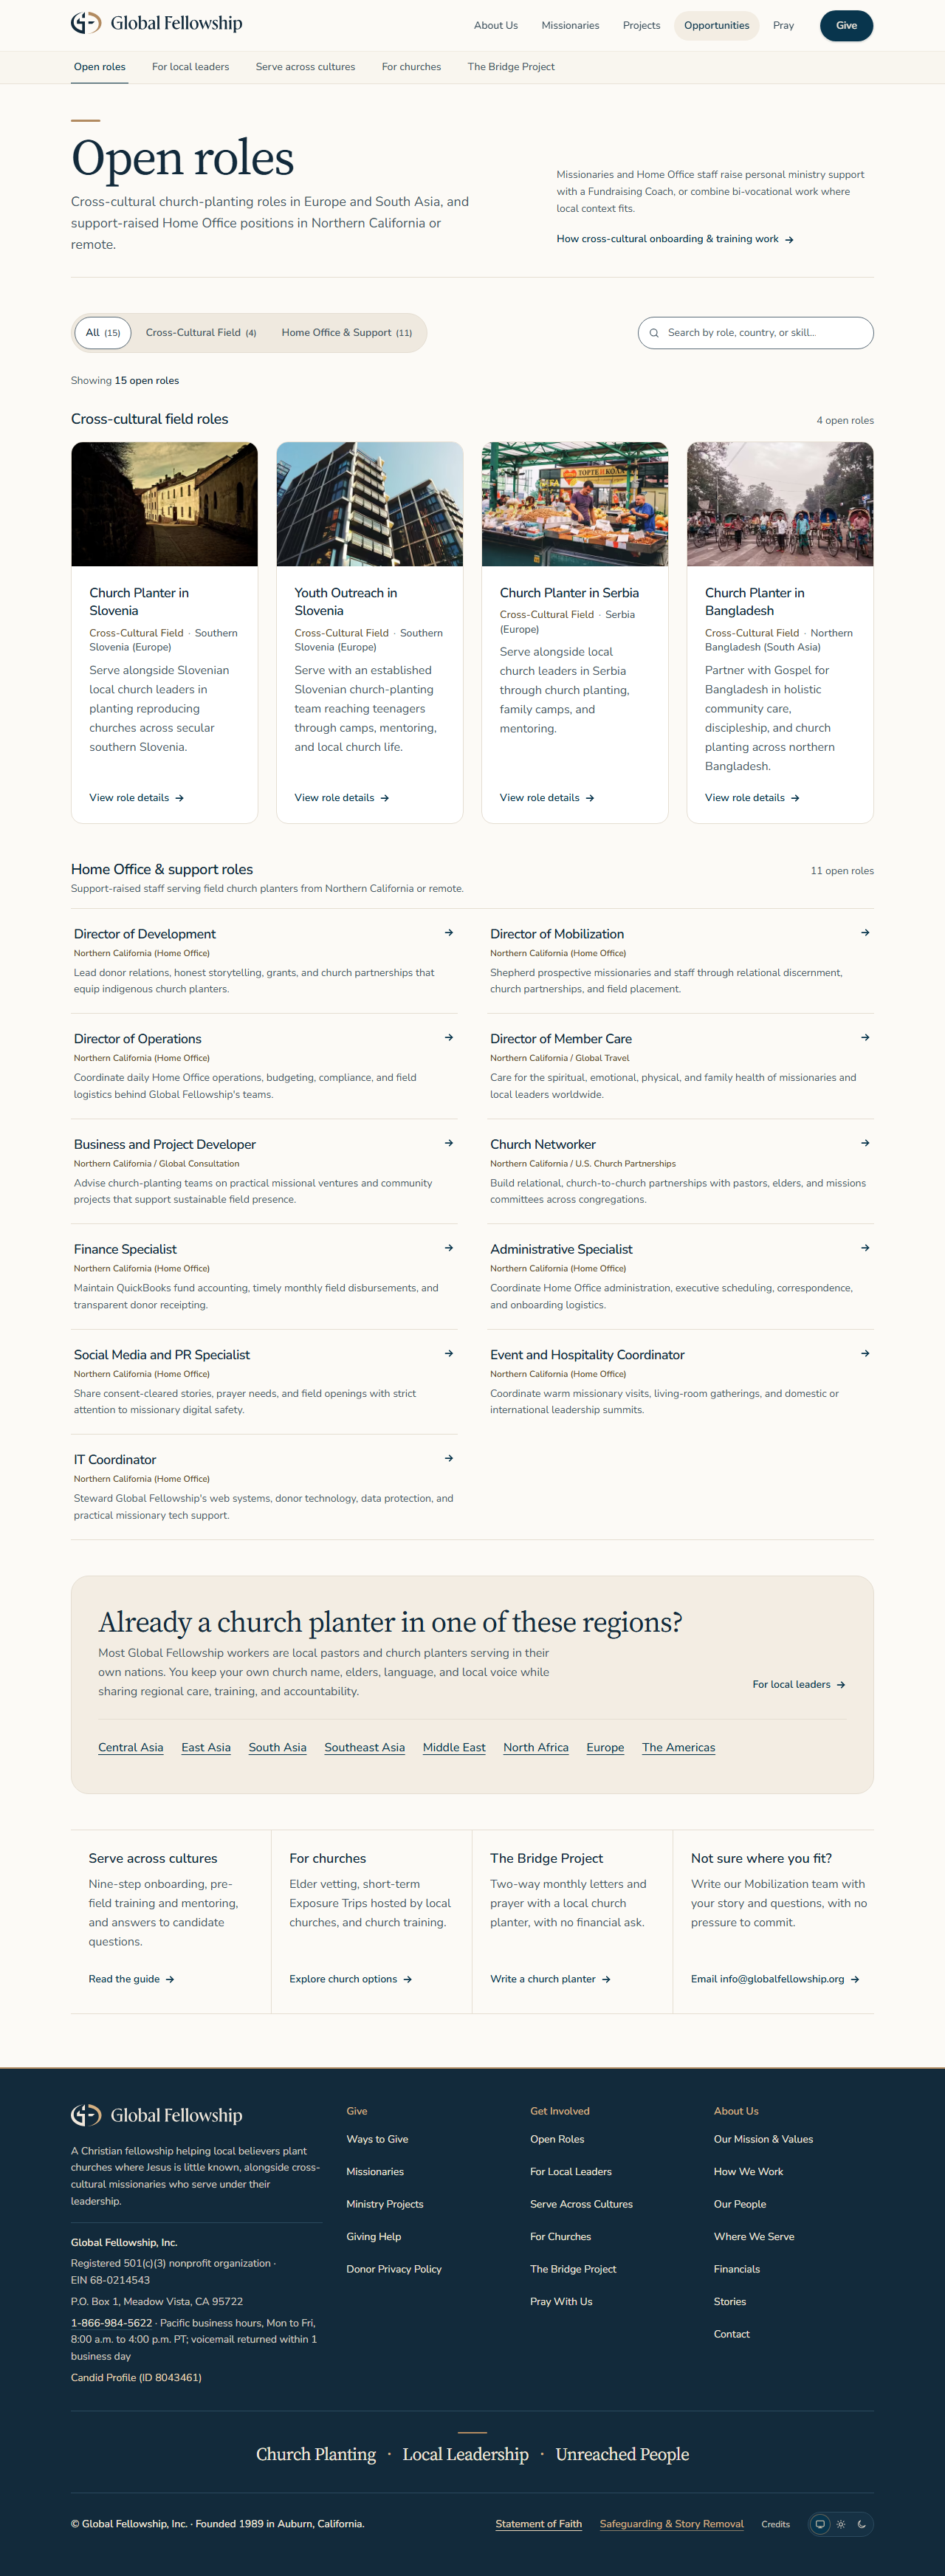 Global Fellowship
About Us
Missionaries
Projects
Opportunities
Pray
Give
Open roles
For local leaders
Serve across cultures
For churches
The Bridge Project
Open roles
Cross-cultural church-planting roles in Europe and South Asia, and
support-raised Home Office positions in Northern California or
remote.
Missionaries and Home Office staff raise personal ministry support
with a Fundraising Coach, or combine bi-vocational work where
local context fits.
How cross-cultural onboarding & training work →
All (15)
Cross-Cultural Field (4)
Home Office & Support (11)
Search by role, country, or skill...
Showing 15 open roles
Cross-cultural field roles
4 open roles
ТОРТЕ И КОЛА
Church Planter in
Slovenia
Cross-Cultural Field · Southern
Slovenia (Europe)
Serve alongside Slovenian
local church leaders in
planting reproducing
churches across secular
southern Slovenia.
View role details →
Youth Outreach in
Slovenia
Cross-Cultural Field · Southern
Slovenia (Europe)
Serve with an established
Slovenian church-planting
team reaching teenagers
through camps, mentoring,
and local church life.
View role details →
Church Planter in Serbia
Cross-Cultural Field · Serbia
(Europe)
Serve alongside local
church leaders in Serbia
through church planting,
family camps, and
mentoring.
View role details →
Church Planter in
Bangladesh
Cross-Cultural Field · Northern
Bangladesh (South Asia)
Partner with Gospel for
Bangladesh in holistic
community care,
discipleship, and church
planting across northern
Bangladesh.
View role details →
Home Office & support roles
11 open roles
Support-raised staff serving field church planters from Northern California or remote.
Director of Development →
Northern California (Home Office)
Lead donor relations, honest storytelling, grants, and church partnerships that
equip indigenous church planters.
Director of Mobilization →
Northern California (Home Office)
Shepherd prospective missionaries and staff through relational discernment,
church partnerships, and field placement.
Director of Operations →
Northern California (Home Office)
Coordinate daily Home Office operations, budgeting, compliance, and field
logistics behind Global Fellowship's teams.
Director of Member Care →
Northern California / Global Travel
Care for the spiritual, emotional, physical, and family health of missionaries and
local leaders worldwide.
Business and Project Developer →
Northern California / Global Consultation
Advise church-planting teams on practical missional ventures and community
projects that support sustainable field presence.
Church Networker →
Northern California / U.S. Church Partnerships
Build relational, church-to-church partnerships with pastors, elders, and missions
committees across congregations.
Finance Specialist →
Northern California (Home Office)
Maintain QuickBooks fund accounting, timely monthly field disbursements, and
transparent donor receipting.
Administrative Specialist →
Northern California (Home Office)
Coordinate Home Office administration, executive scheduling, correspondence,
and onboarding logistics.
Social Media and PR Specialist →
Northern California (Home Office)
Share consent-cleared stories, prayer needs, and field openings with strict
attention to missionary digital safety.
Event and Hospitality Coordinator →
Northern California (Home Office)
Coordinate warm missionary visits, living-room gatherings, and domestic or
international leadership summits.
IT Coordinator →
Northern California (Home Office)
Steward Global Fellowship's web systems, donor technology, data protection, and
practical missionary tech support.
Already a church planter in one of these regions?
Most Global Fellowship workers are local pastors and church planters serving in their
own nations. You keep your own church name, elders, language, and local voice while
sharing regional care, training, and accountability.
For local leaders →
Central Asia
East Asia
South Asia
Southeast Asia
Middle East
North Africa
Europe
The Americas
Serve across cultures
Nine-step onboarding, pre-
field training and mentoring,
and answers to candidate
questions.
Read the guide →
For churches
Elder vetting, short-term
Exposure Trips hosted by local
churches, and church training.
Explore church options →
The Bridge Project
Two-way monthly letters and
prayer with a local church
planter, with no financial ask.
Write a church planter →
Not sure where you fit?
Write our Mobilization team with
your story and questions, with no
pressure to commit.
Email info@globalfellowship.org →
Global Fellowship
A Christian fellowship helping local believers plant
churches where Jesus is little known, alongside cross-
cultural missionaries who serve under their
leadership.
Global Fellowship, Inc.
Registered 501(c)(3) nonprofit organization ·
EIN 68-0214543
P.O. Box 1, Meadow Vista, CA 95722
1-866-984-5622 · Pacific business hours, Mon to Fri,
8:00 a.m. to 4:00 p.m. PT; voicemail returned within 1
business day
Candid Profile (ID 8043461)
Give
Ways to Give
Missionaries
Ministry Projects
Giving Help
Donor Privacy Policy
Get Involved
Open Roles
For Local Leaders
Serve Across Cultures
For Churches
The Bridge Project
Pray With Us
About Us
Our Mission & Values
How We Work
Our People
Where We Serve
Financials
Stories
Contact
Church Planting · Local Leadership · Unreached People
© Global Fellowship, Inc. · Founded 1989 in Auburn, California.
Statement of Faith
Safeguarding & Story Removal
Credits